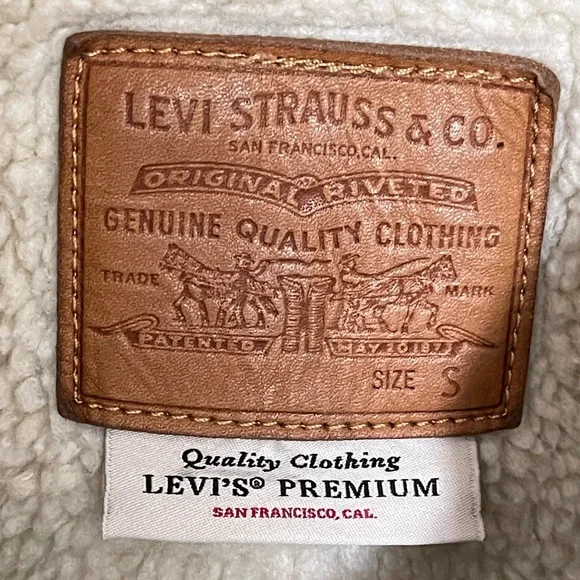 LEVI STRAUSS & CO.
SAN FRANCISCO, CAL.
ORIGINAL RIVETED
GENUINE QUALITY CLOTHING
TRADE MARK
PATENTED MAY 20 1873
SIZE S
Quality Clothing
LEVI'S® PREMIUM
SAN FRANCISCO, CAL.